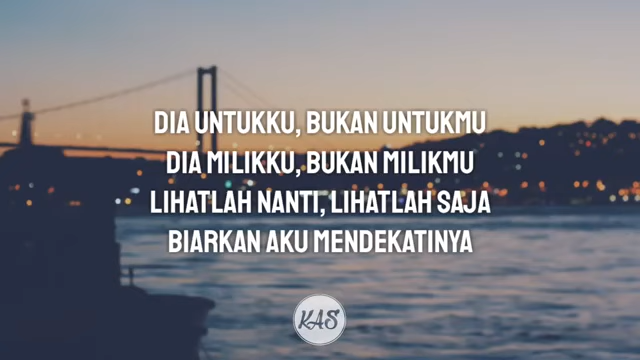 DIA UNTUKKU, BUKAN UNTUKMU
DIA MILIKKU, BUKAN MILIKMU
LIHATLAH NANTI, LIHATLAH SAJA
BIARKAN AKU MENDEKATINYA
KAS